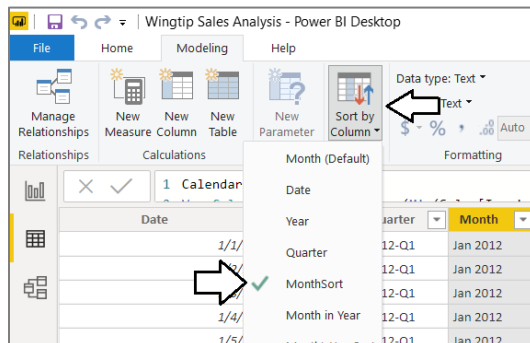 Wingtip Sales Analysis - Power BI Desktop
File Home Modeling Help
Manage Relationships
New Measure
New Column
New Table
New Parameter
Sort by Column
Data type: Text
Text
$ % , .00 Auto
Relationships Calculations Formatting
Month (Default)
Date
Year
Quarter
MonthSort
Month in Year
1 Calendar
Date uarter Month
1/1/ 12-Q1 Jan 2012
12-Q1 Jan 2012
12-Q1 Jan 2012
1/4/ 12-Q1 Jan 2012
1/5/ 12-Q1 Jan 2012